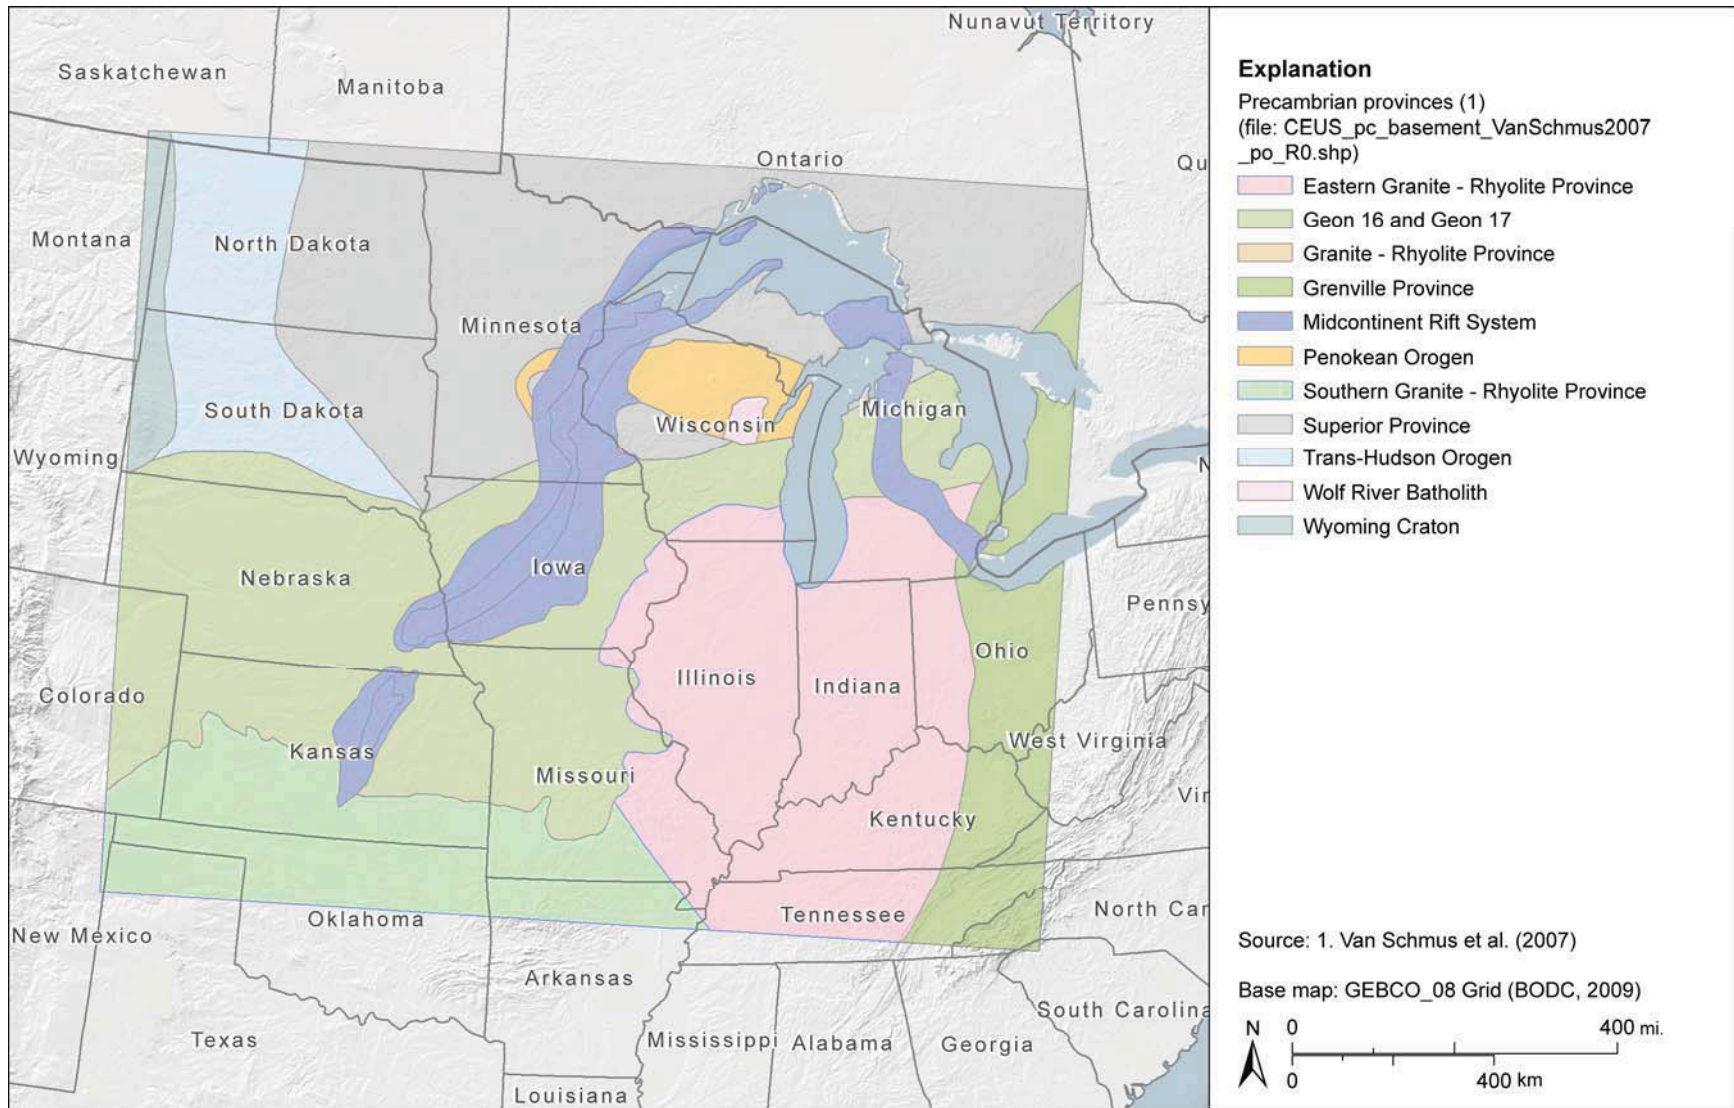 Nunavut Territory
Saskatchewan
Manitoba
Ontario
Qu
Montana
North Dakota
Minnesota
South Dakota
Wisconsin
Michigan
Wyoming
N
Nebraska
Iowa
Pennsy
Ohio
Illinois
Indiana
Colorado
West Virginia
Kansas
Missouri
Vir
Kentucky
North Car
Tennessee
Oklahoma
New Mexico
Arkansas
South Carolina
Texas
Mississippi
Alabama
Georgia
Louisiana
Explanation
Precambrian provinces (1)
(file: CEUS_pc_basement_VanSchmus2007
_po_R0.shp)
Eastern Granite - Rhyolite Province
Geon 16 and Geon 17
Granite - Rhyolite Province
Grenville Province
Midcontinent Rift System
Penokean Orogen
Southern Granite - Rhyolite Province
Superior Province
Trans-Hudson Orogen
Wolf River Batholith
Wyoming Craton
Source: 1. Van Schmus et al. (2007)
Base map: GEBCO_08 Grid (BODC, 2009)
N
0 400 mi.
0 400 km